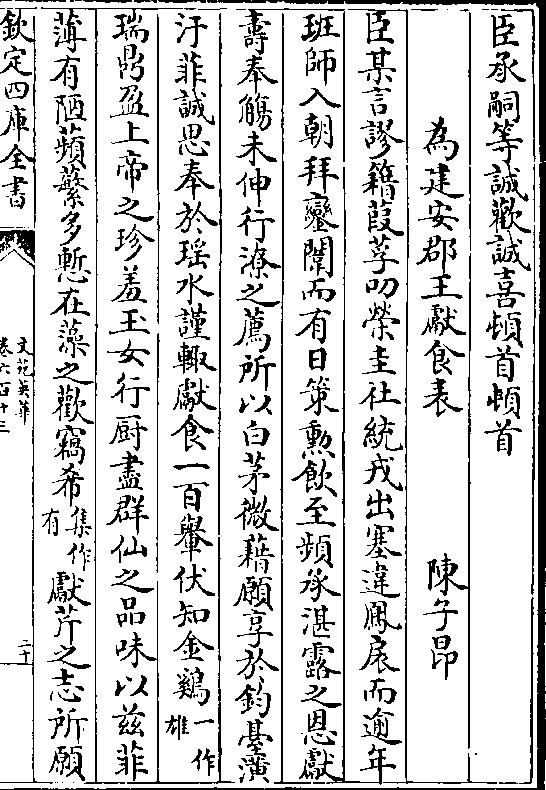 臣承嗣等誠歡誠喜頓首頓首
為建安郡王獻食表 陳子昂
臣某言謬籍葭莩叨榮圭社統戎出塞違鳳扆而逾年
班師入朝拜鑾闈而有日策勲飲至頻承湛露之恩獻
壽奉觴未伸行潦之薦所以白茅微藉願享於鈞臺潢
汙菲誠思奉於瑶水謹輙獻食一百轝伏知金鷄一作雄
瑞鼎盈上帝之珍羞玉女行厨盡群仙之品味以兹菲
薄有陋蘋蘩多慙在藻之歡竊希集作有獻芹之志所願
欽定四庫全書
文苑英華
卷六百十三
二十